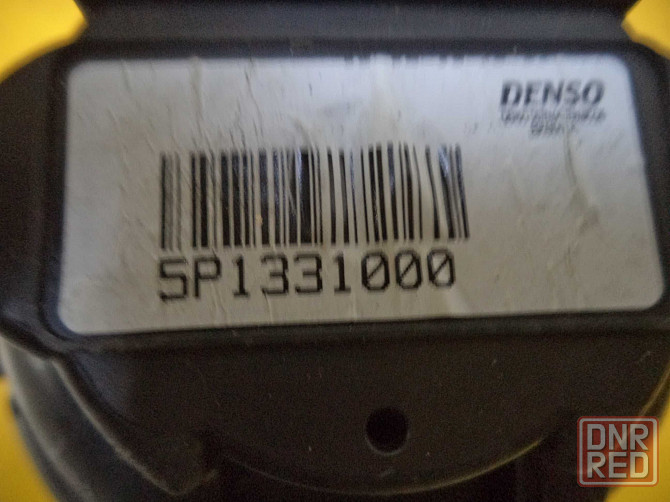 DENSO
SP1331000
DNR
RED